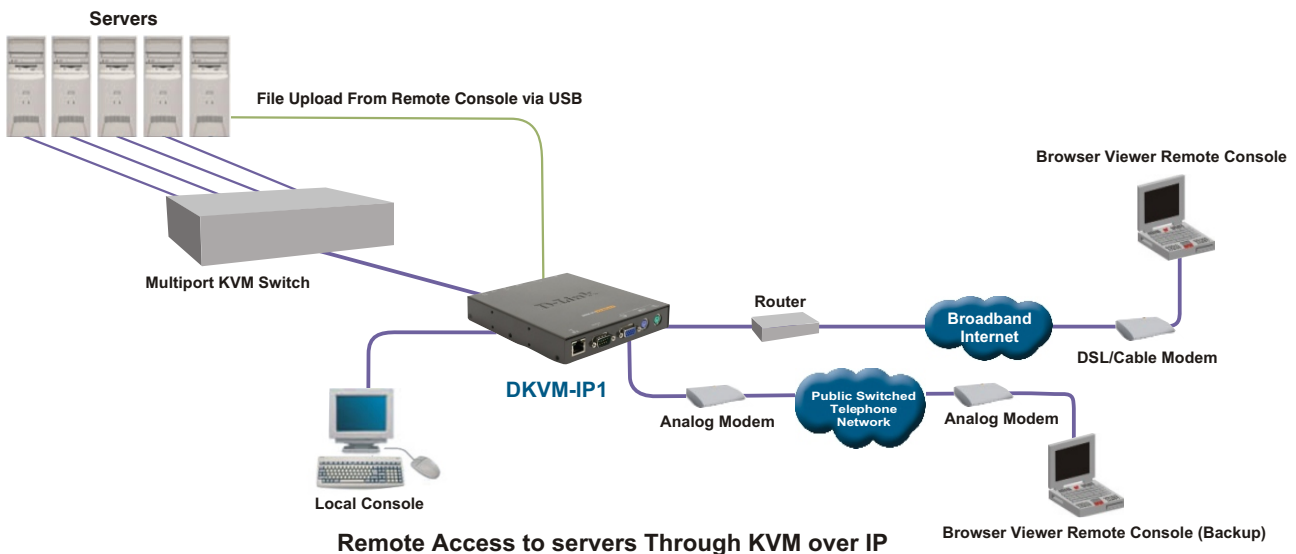 Servers
File Upload From Remote Console via USB
Browser Viewer Remote Console
Multiport KVM Switch
D-Link
Router
Broadband
Internet
DSL/Cable Modem
DKVM-IP1
Public Switched
Telephone
Network
Analog Modem
Analog Modem
Local Console
Browser Viewer Remote Console (Backup)
Remote Access to servers Through KVM over IP